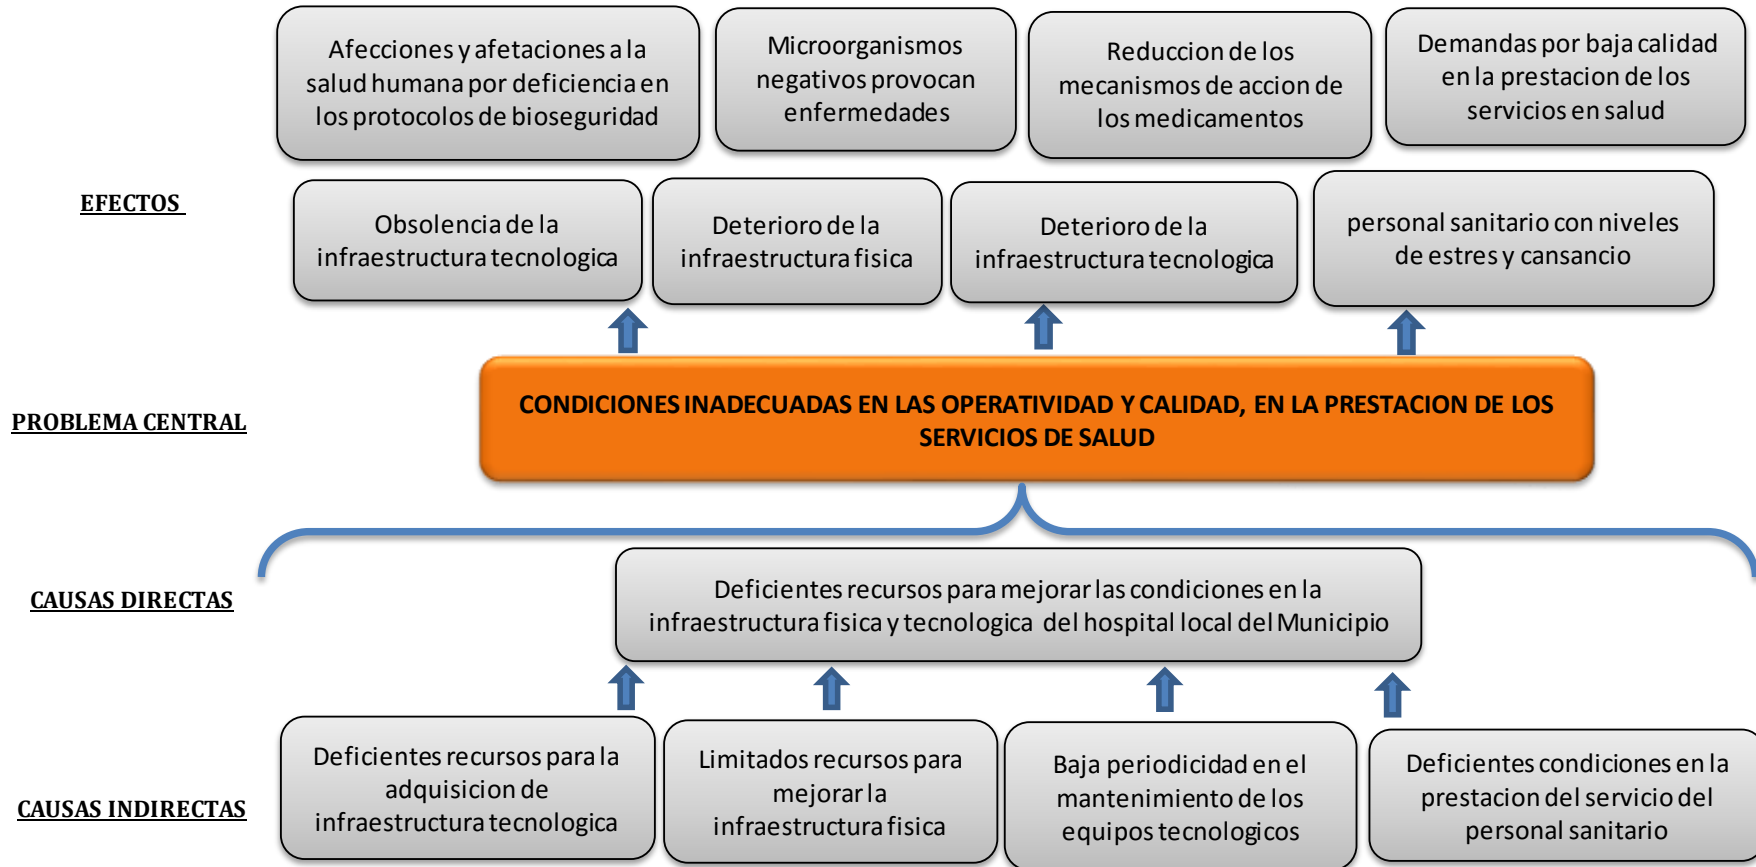 Afecciones y afetaciones a la
salud humana por deficiencia en
los protocolos de bioseguridad
Microorganismos
negativos provocan
enfermedades
Reduccion de los
mecanismos de accion de
los medicamentos
Demandas por baja calidad
en la prestacion de los
servicios en salud
EFECTOS
Obsolencia de la
infraestructura tecnologica
Deterioro de la
infraestructura fisica
Deterioro de la
infraestructura tecnologica
personal sanitario con niveles
de estres y cansancio
PROBLEMA CENTRAL
CONDICIONES INADECUADAS EN LAS OPERATIVIDAD Y CALIDAD, EN LA PRESTACION DE LOS
SERVICIOS DE SALUD
CAUSAS DIRECTAS
Deficientes recursos para mejorar las condiciones en la
infraestructura fisica y tecnologica del hospital local del Municipio
CAUSAS INDIRECTAS
Deficientes recursos para la
adquisicion de
infraestructura tecnologica
Limitados recursos para
mejorar la
infraestructura fisica
Baja periodicidad en el
mantenimiento de los
equipos tecnologicos
Deficientes condiciones en la
prestacion del servicio del
personal sanitario